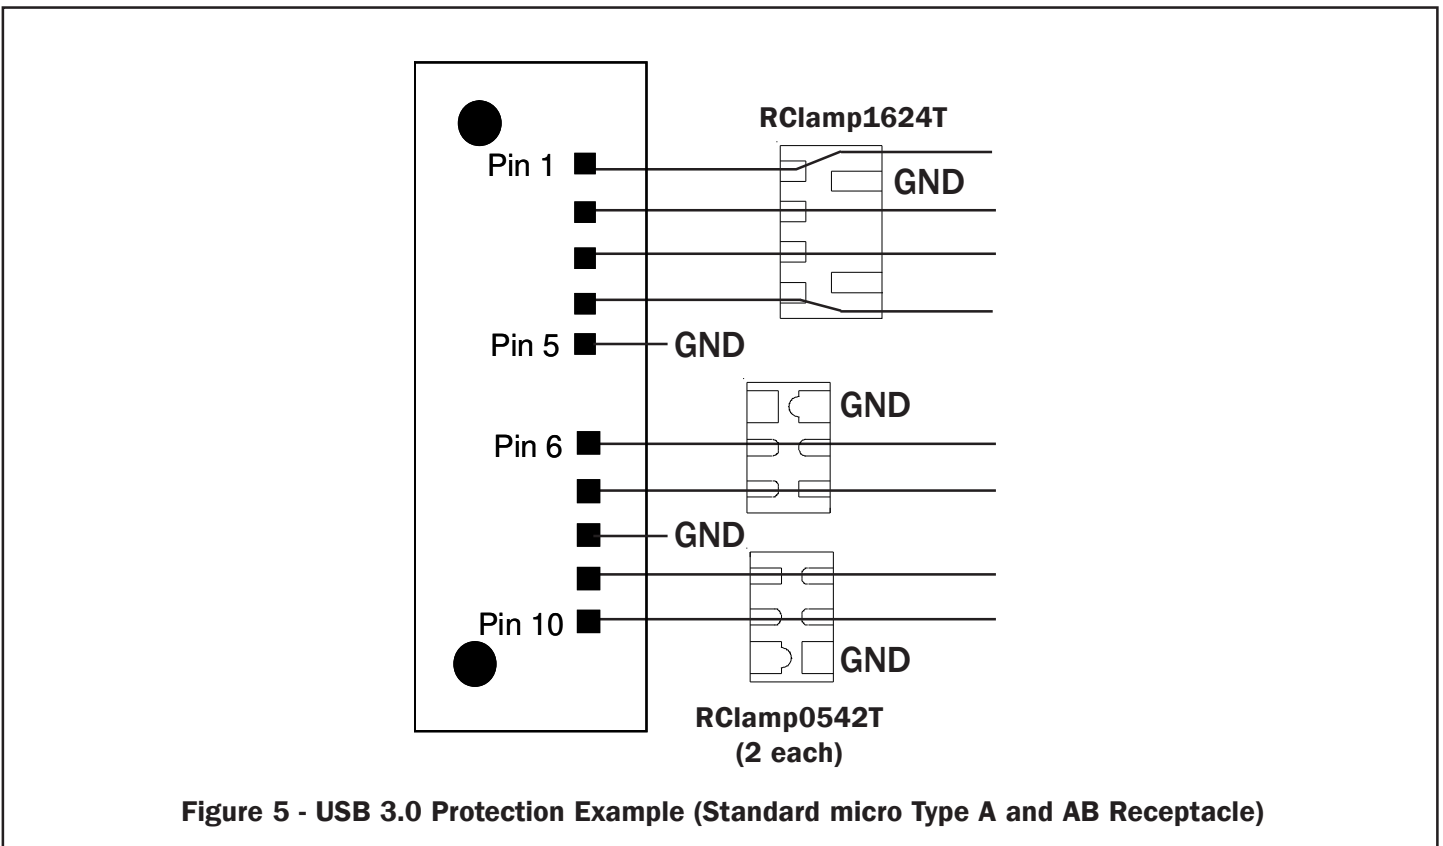 RClamp1624T
Pin 1
GND
Pin 5
GND
GND
Pin 6
GND
Pin 10
GND
RClamp0542T
(2 each)
Figure 5 - USB 3.0 Protection Example (Standard micro Type A and AB Receptacle)